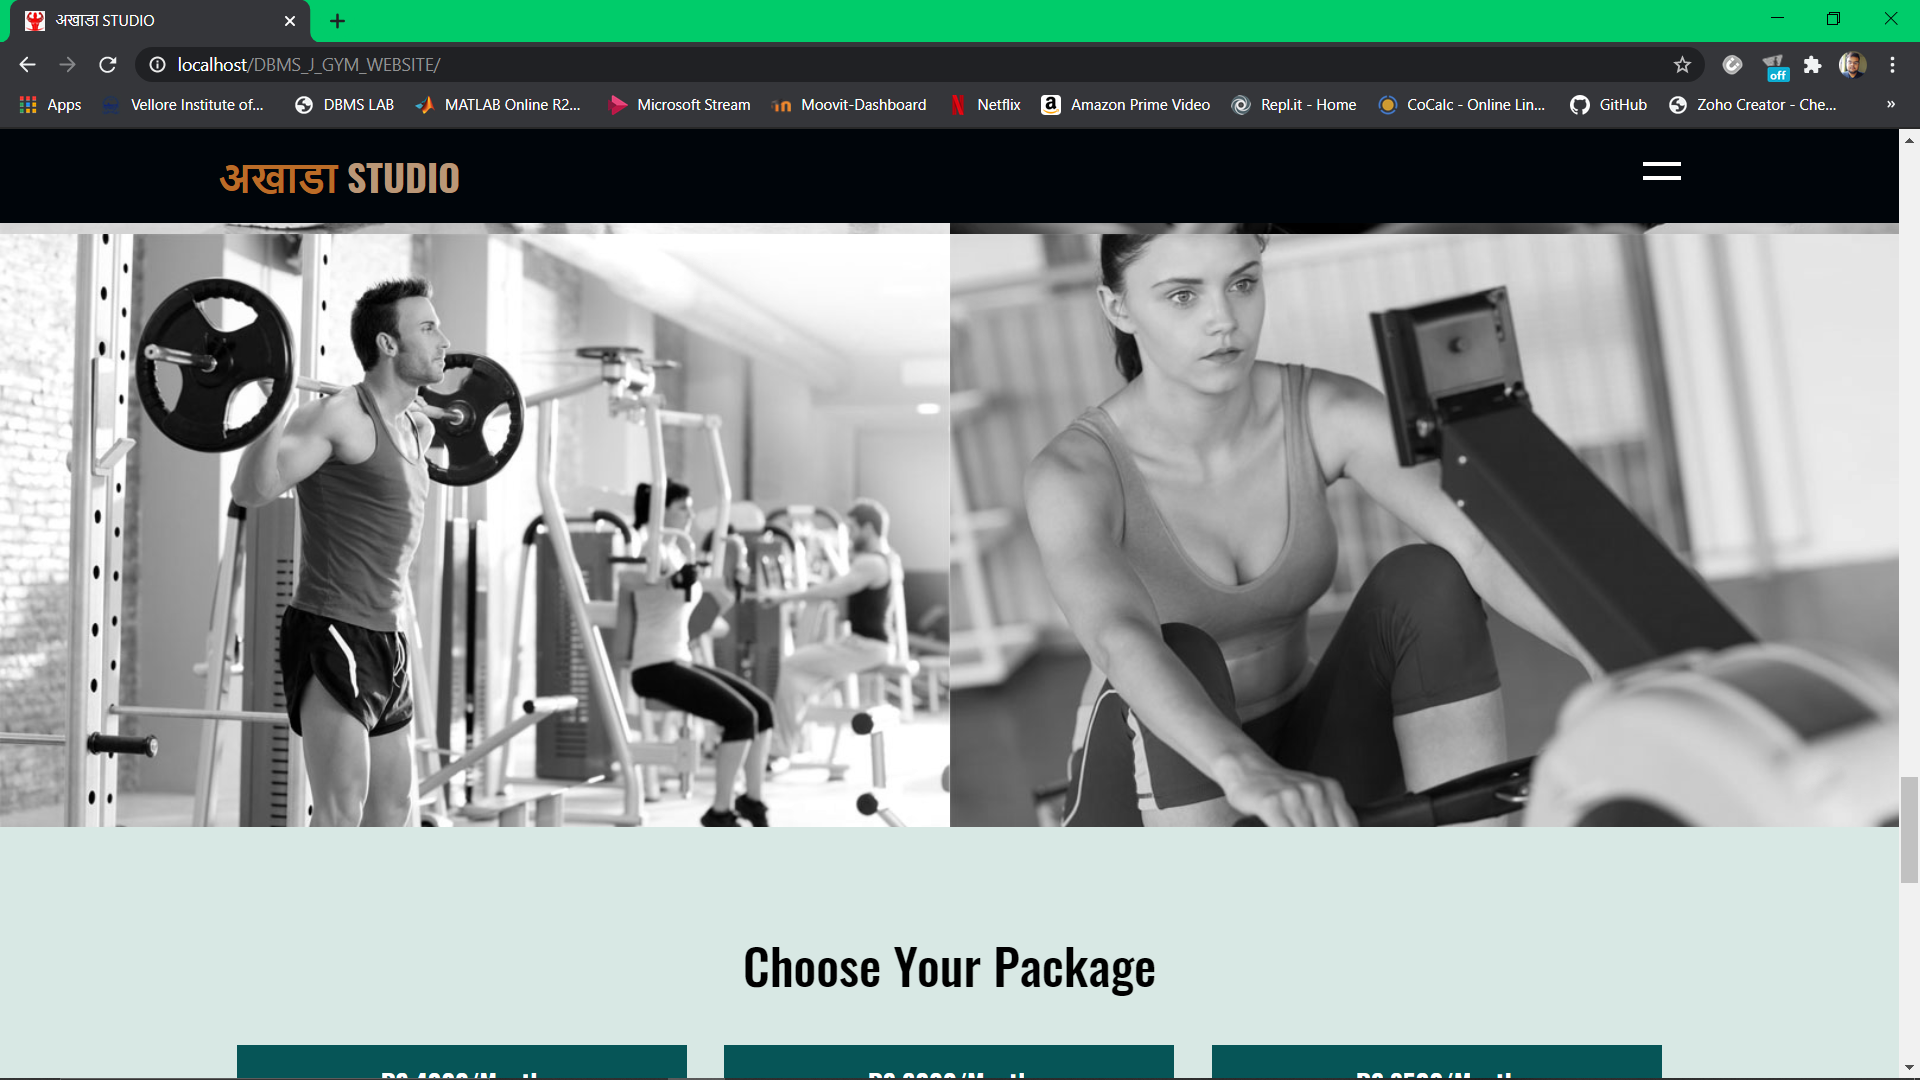 अखाडा STUDIO
localhost/DBMS_J_GYM_WEBSITE/
off
Apps Vellore Institute of... DBMS LAB MATLAB Online R2... Microsoft Stream Moovit-Dashboard Netflix Amazon Prime Video Repl.it - Home CoCalc - Online Lin... GitHub Zoho Creator - Che... »
अखाडा STUDIO
Choose Your Package